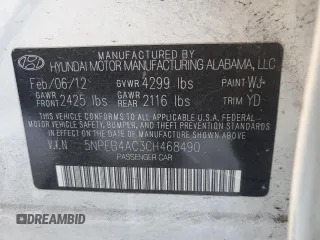 MANUFACTURED BY
HYUNDAI MOTOR MANUFACTURING ALABAMA, LLC
Feb/06/12 GVWR 4299 lbs PAINT WJ-
GAWR FRONT 2425 lbs GAWR REAR 2116 lbs TRIM YD
THIS VEHICLE CONFORMS TO ALL APPLICABLE U.S.A. FEDERAL
MOTOR VEHICLE SAFETY, BUMPER, AND THEFT PREVENTION
STANDARDS IN EFFECT ON THE DATE OF MANUFACTURE SHOWN ABOVE.
V.I.N 5NPEB4AC3CH468490
PASSENGER CAR
AUTOHELPERBOT.COM